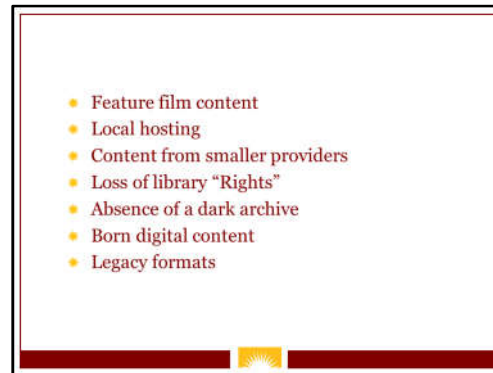 Feature film content
Local hosting
Content from smaller providers
Loss of library “Rights”
Absence of a dark archive
Born digital content
Legacy formats